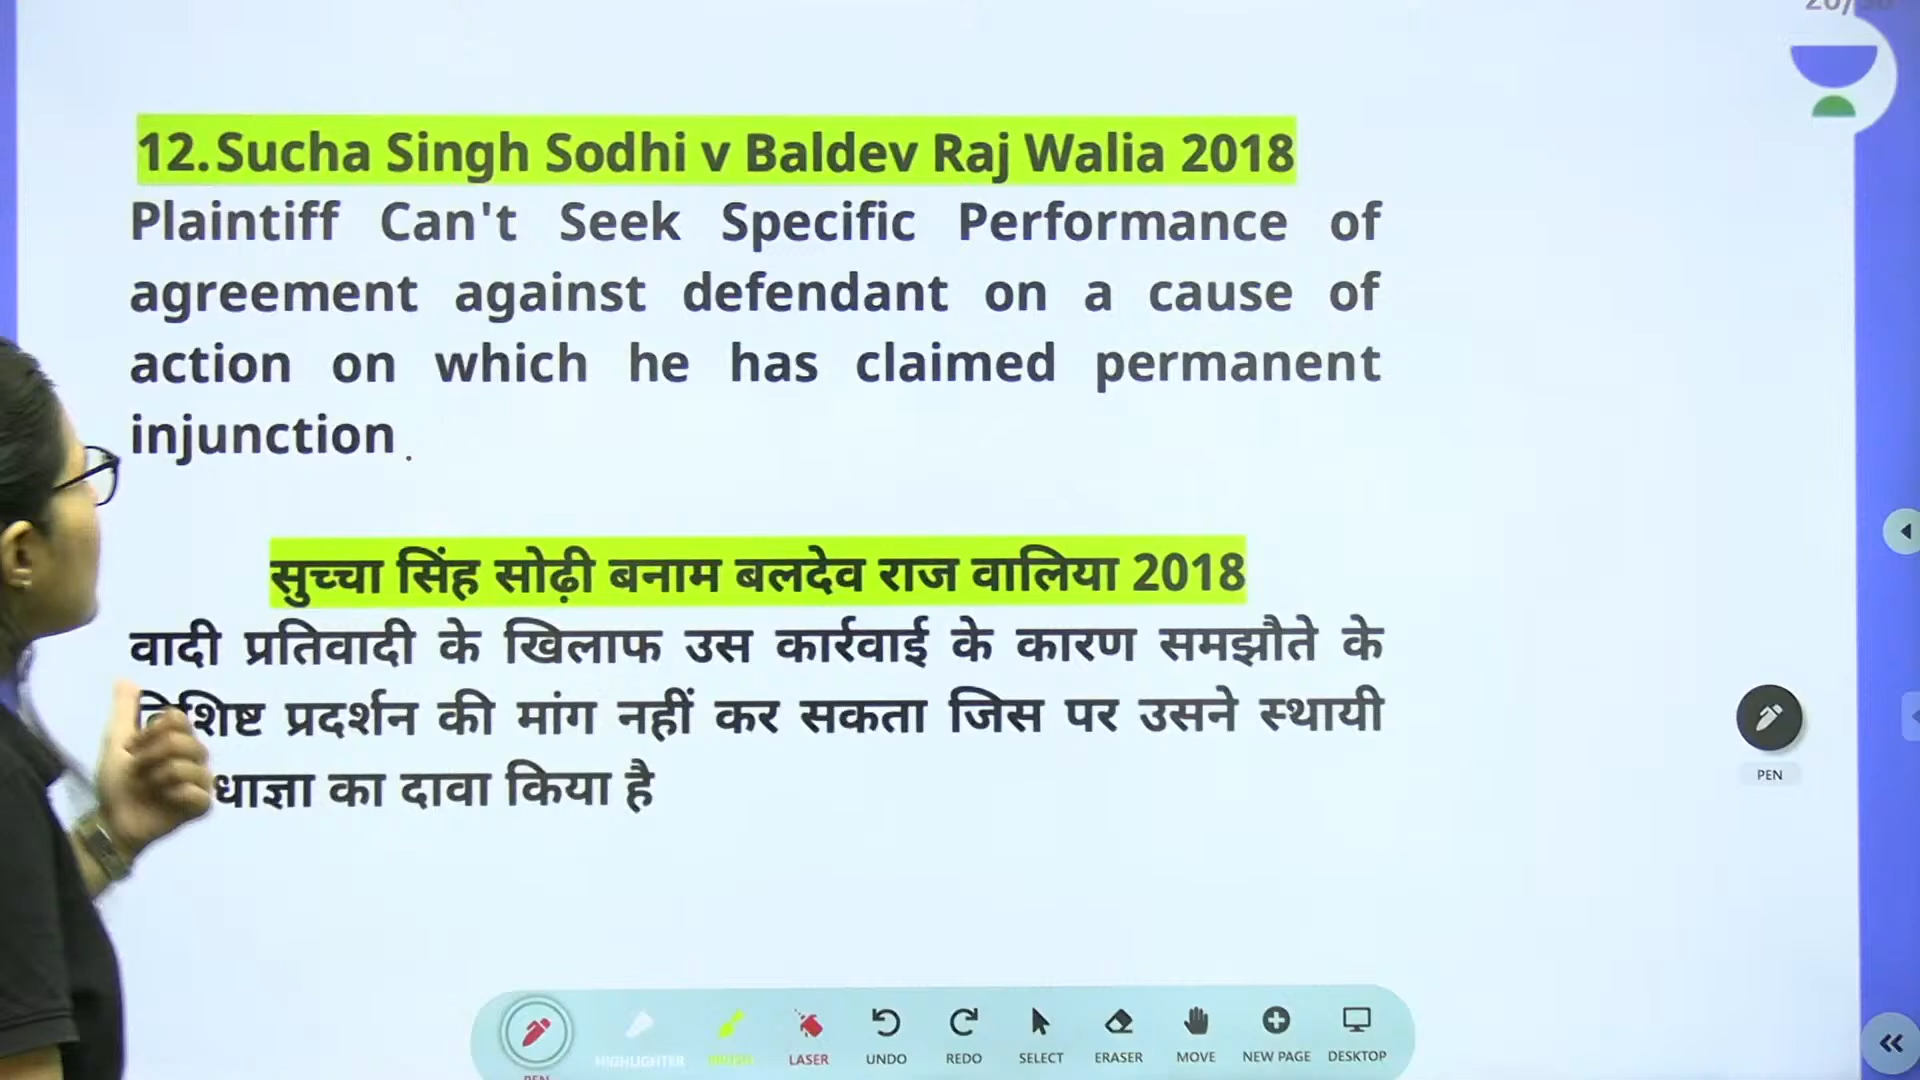 12. Sucha Singh Sodhi v Baldev Raj Walia 2018
Plaintiff Can't Seek Specific Performance of
agreement against defendant on a cause of
action on which he has claimed permanent
injunction.
सुच्चा सिंह सोढ़ी बनाम बलदेव राज वालिया 2018
वादी प्रतिवादी के खिलाफ उस कार्रवाई के कारण समझौते के
प्रदर्शन की मांग नहीं कर सकता जिस पर उसने स्थायी
का दावा किया है
PEN
PEN
HIGHLIGHTER
LASER
UNDO
REDO
SELECT
ERASER
MOVE
NEW PAGE
DESKTOP